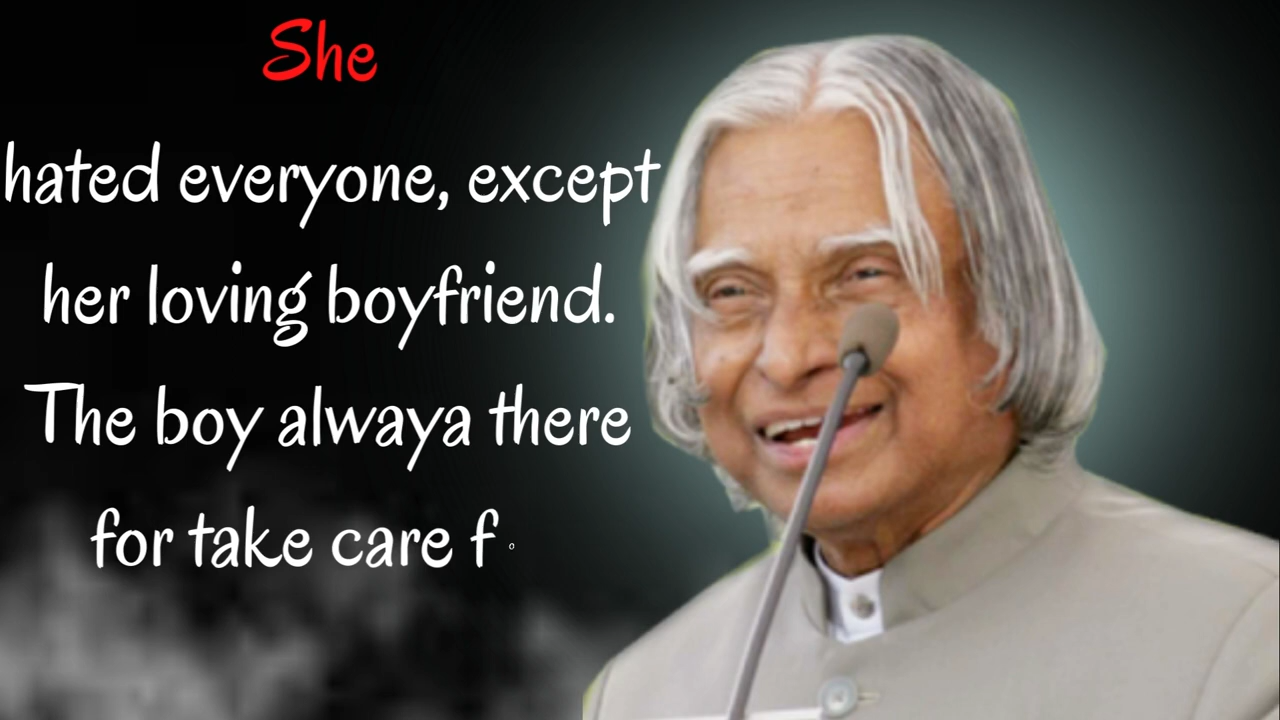 She
hated everyone, except
her loving boyfriend.
The boy alwaya there
for take care f